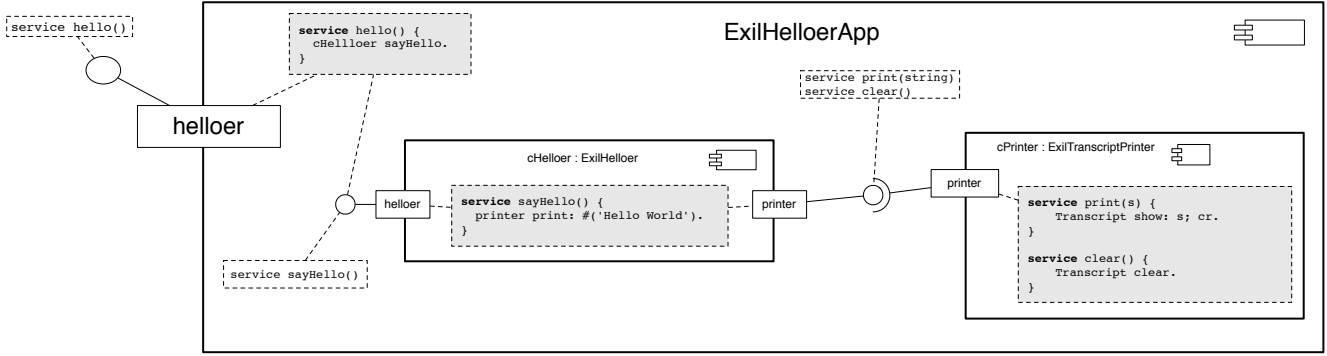 service hello()
service hello() {
cHellloer sayHello.
}
ExilHelloerApp
helloer
service print(string)
service clear()
cHelloer : ExilHelloer
cPrinter : ExilTranscriptPrinter
helloer
service sayHello() {
printer print: #('Hello World').
}
printer
printer
service print(s) {
Transcript show: s; cr.
}
service clear() {
Transcript clear.
}
service sayHello()